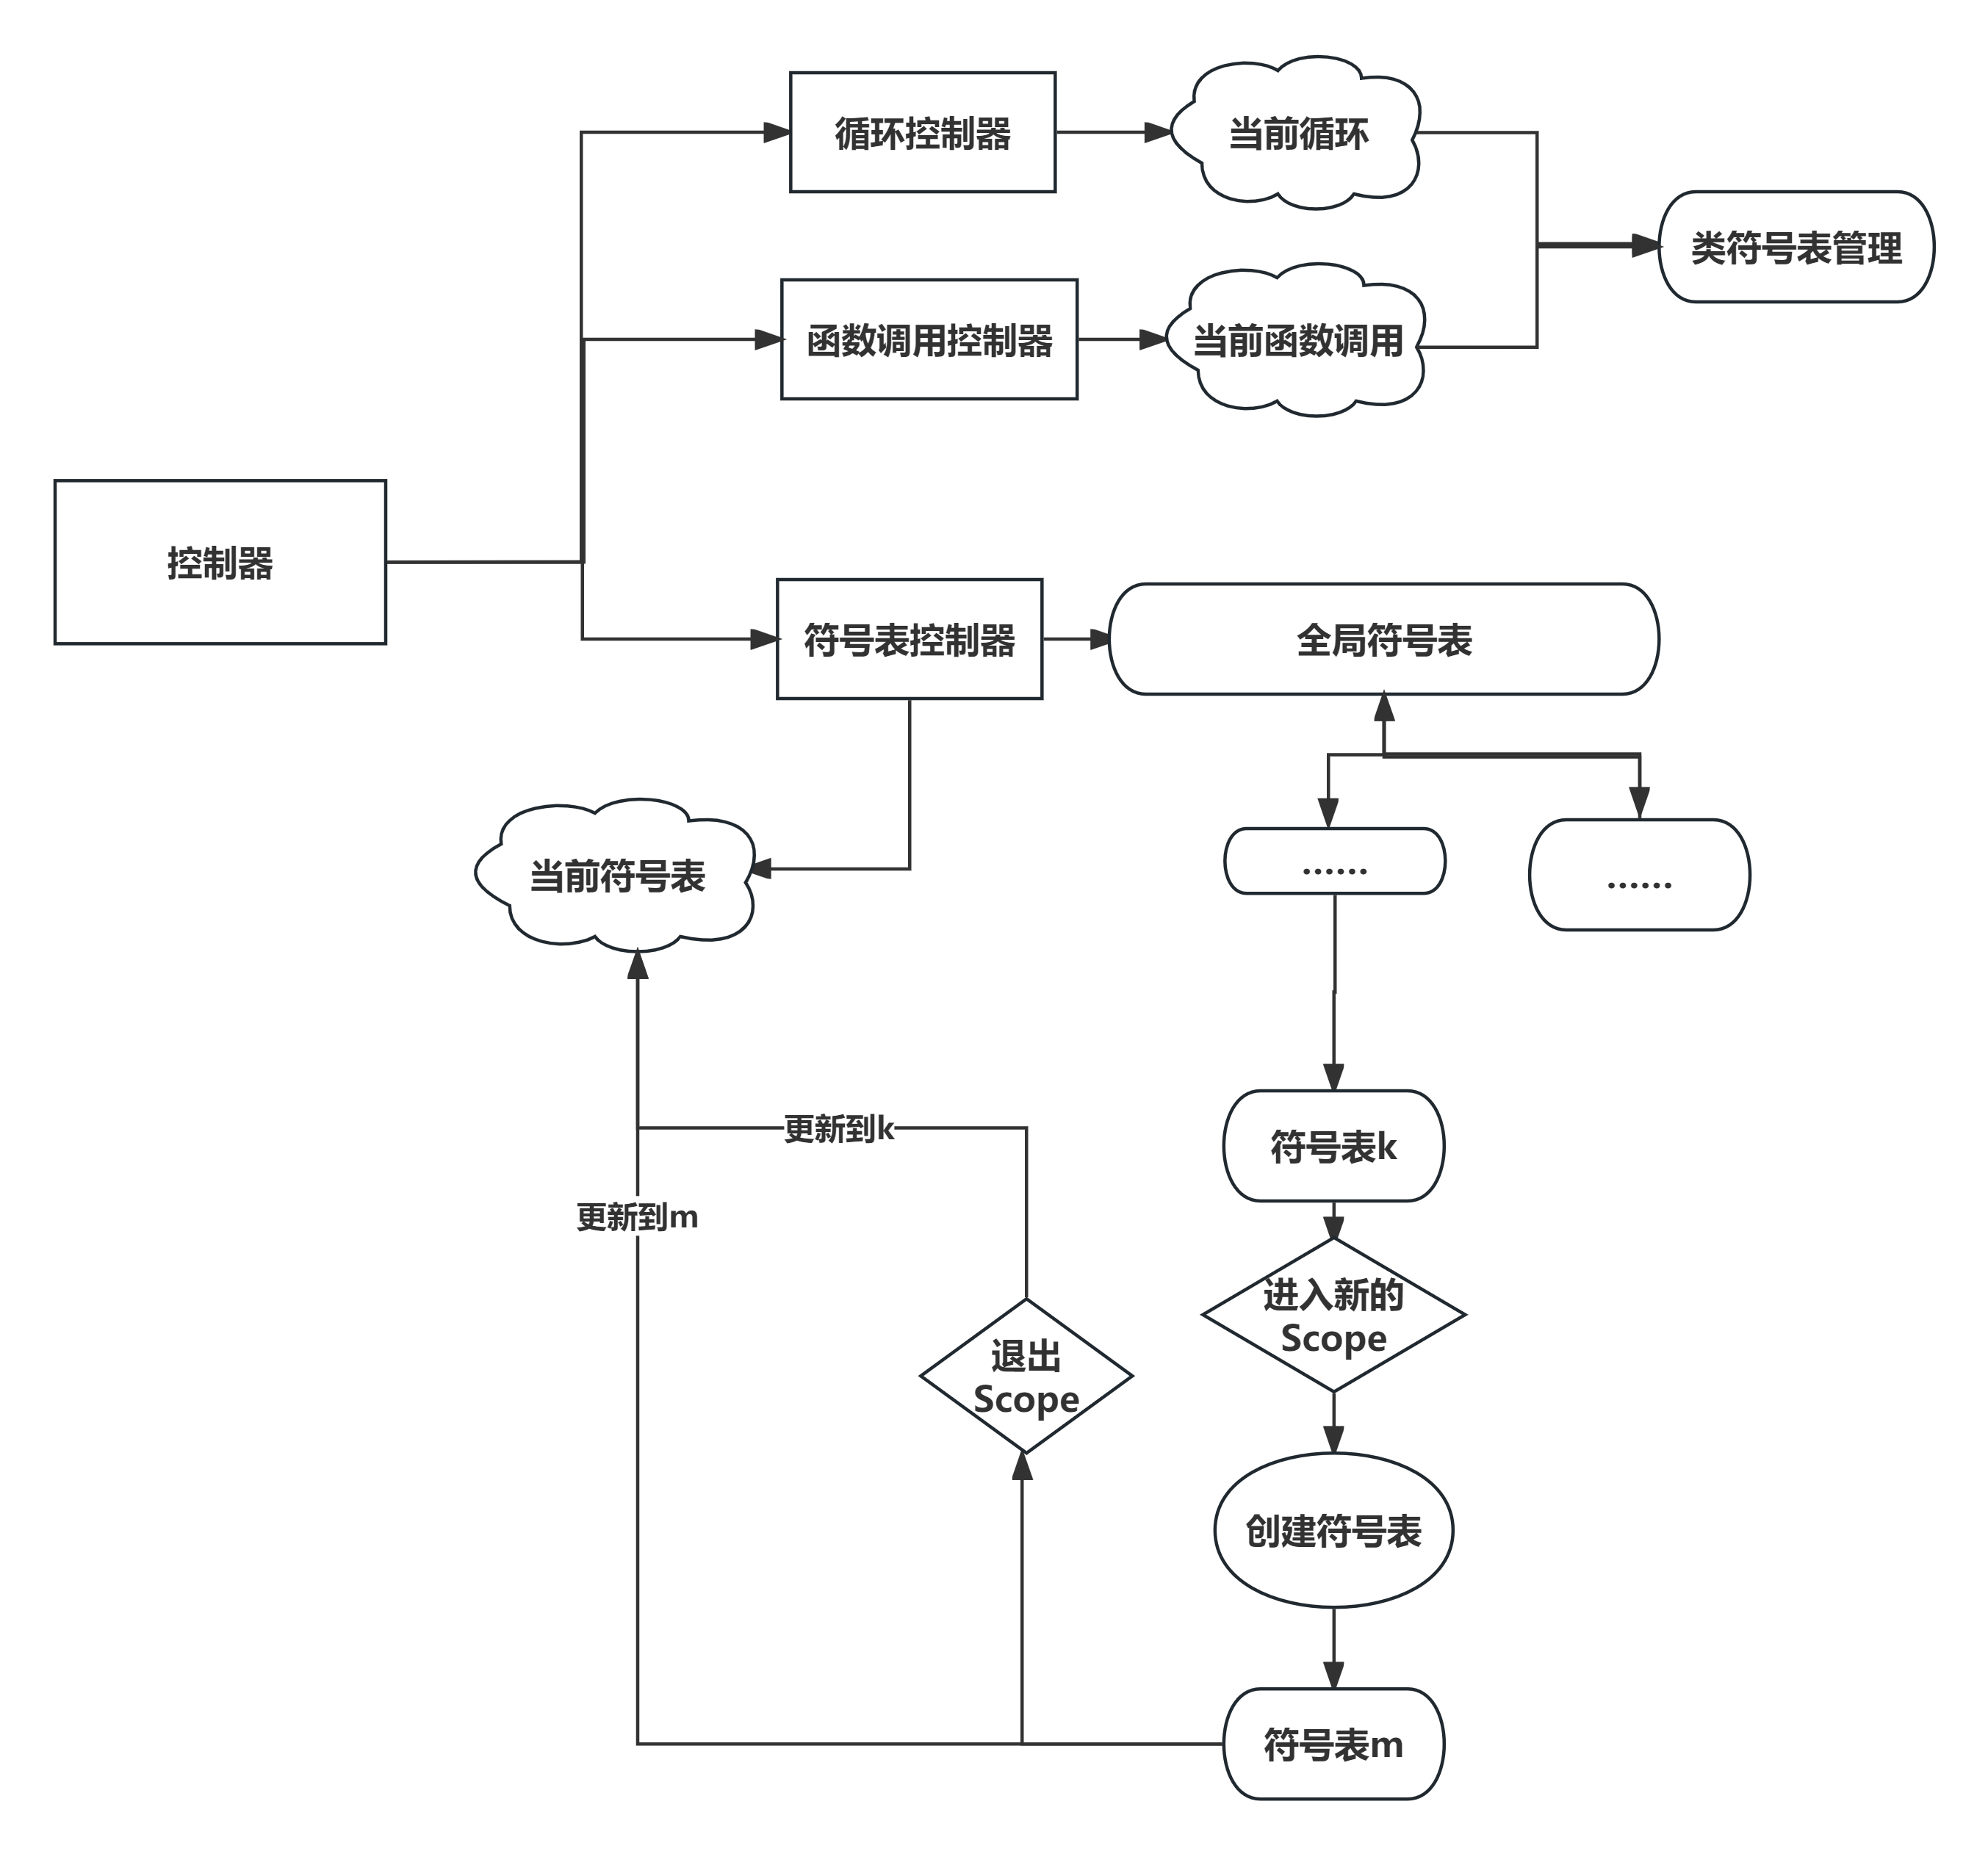 循环控制器
当前循环
类符号表管理
函数调用控制器
当前函数调用
控制器
符号表控制器
全局符号表
当前符号表
......
......
更新到k
符号表k
更新到m
进入新的
Scope
退出
Scope
创建符号表
符号表m